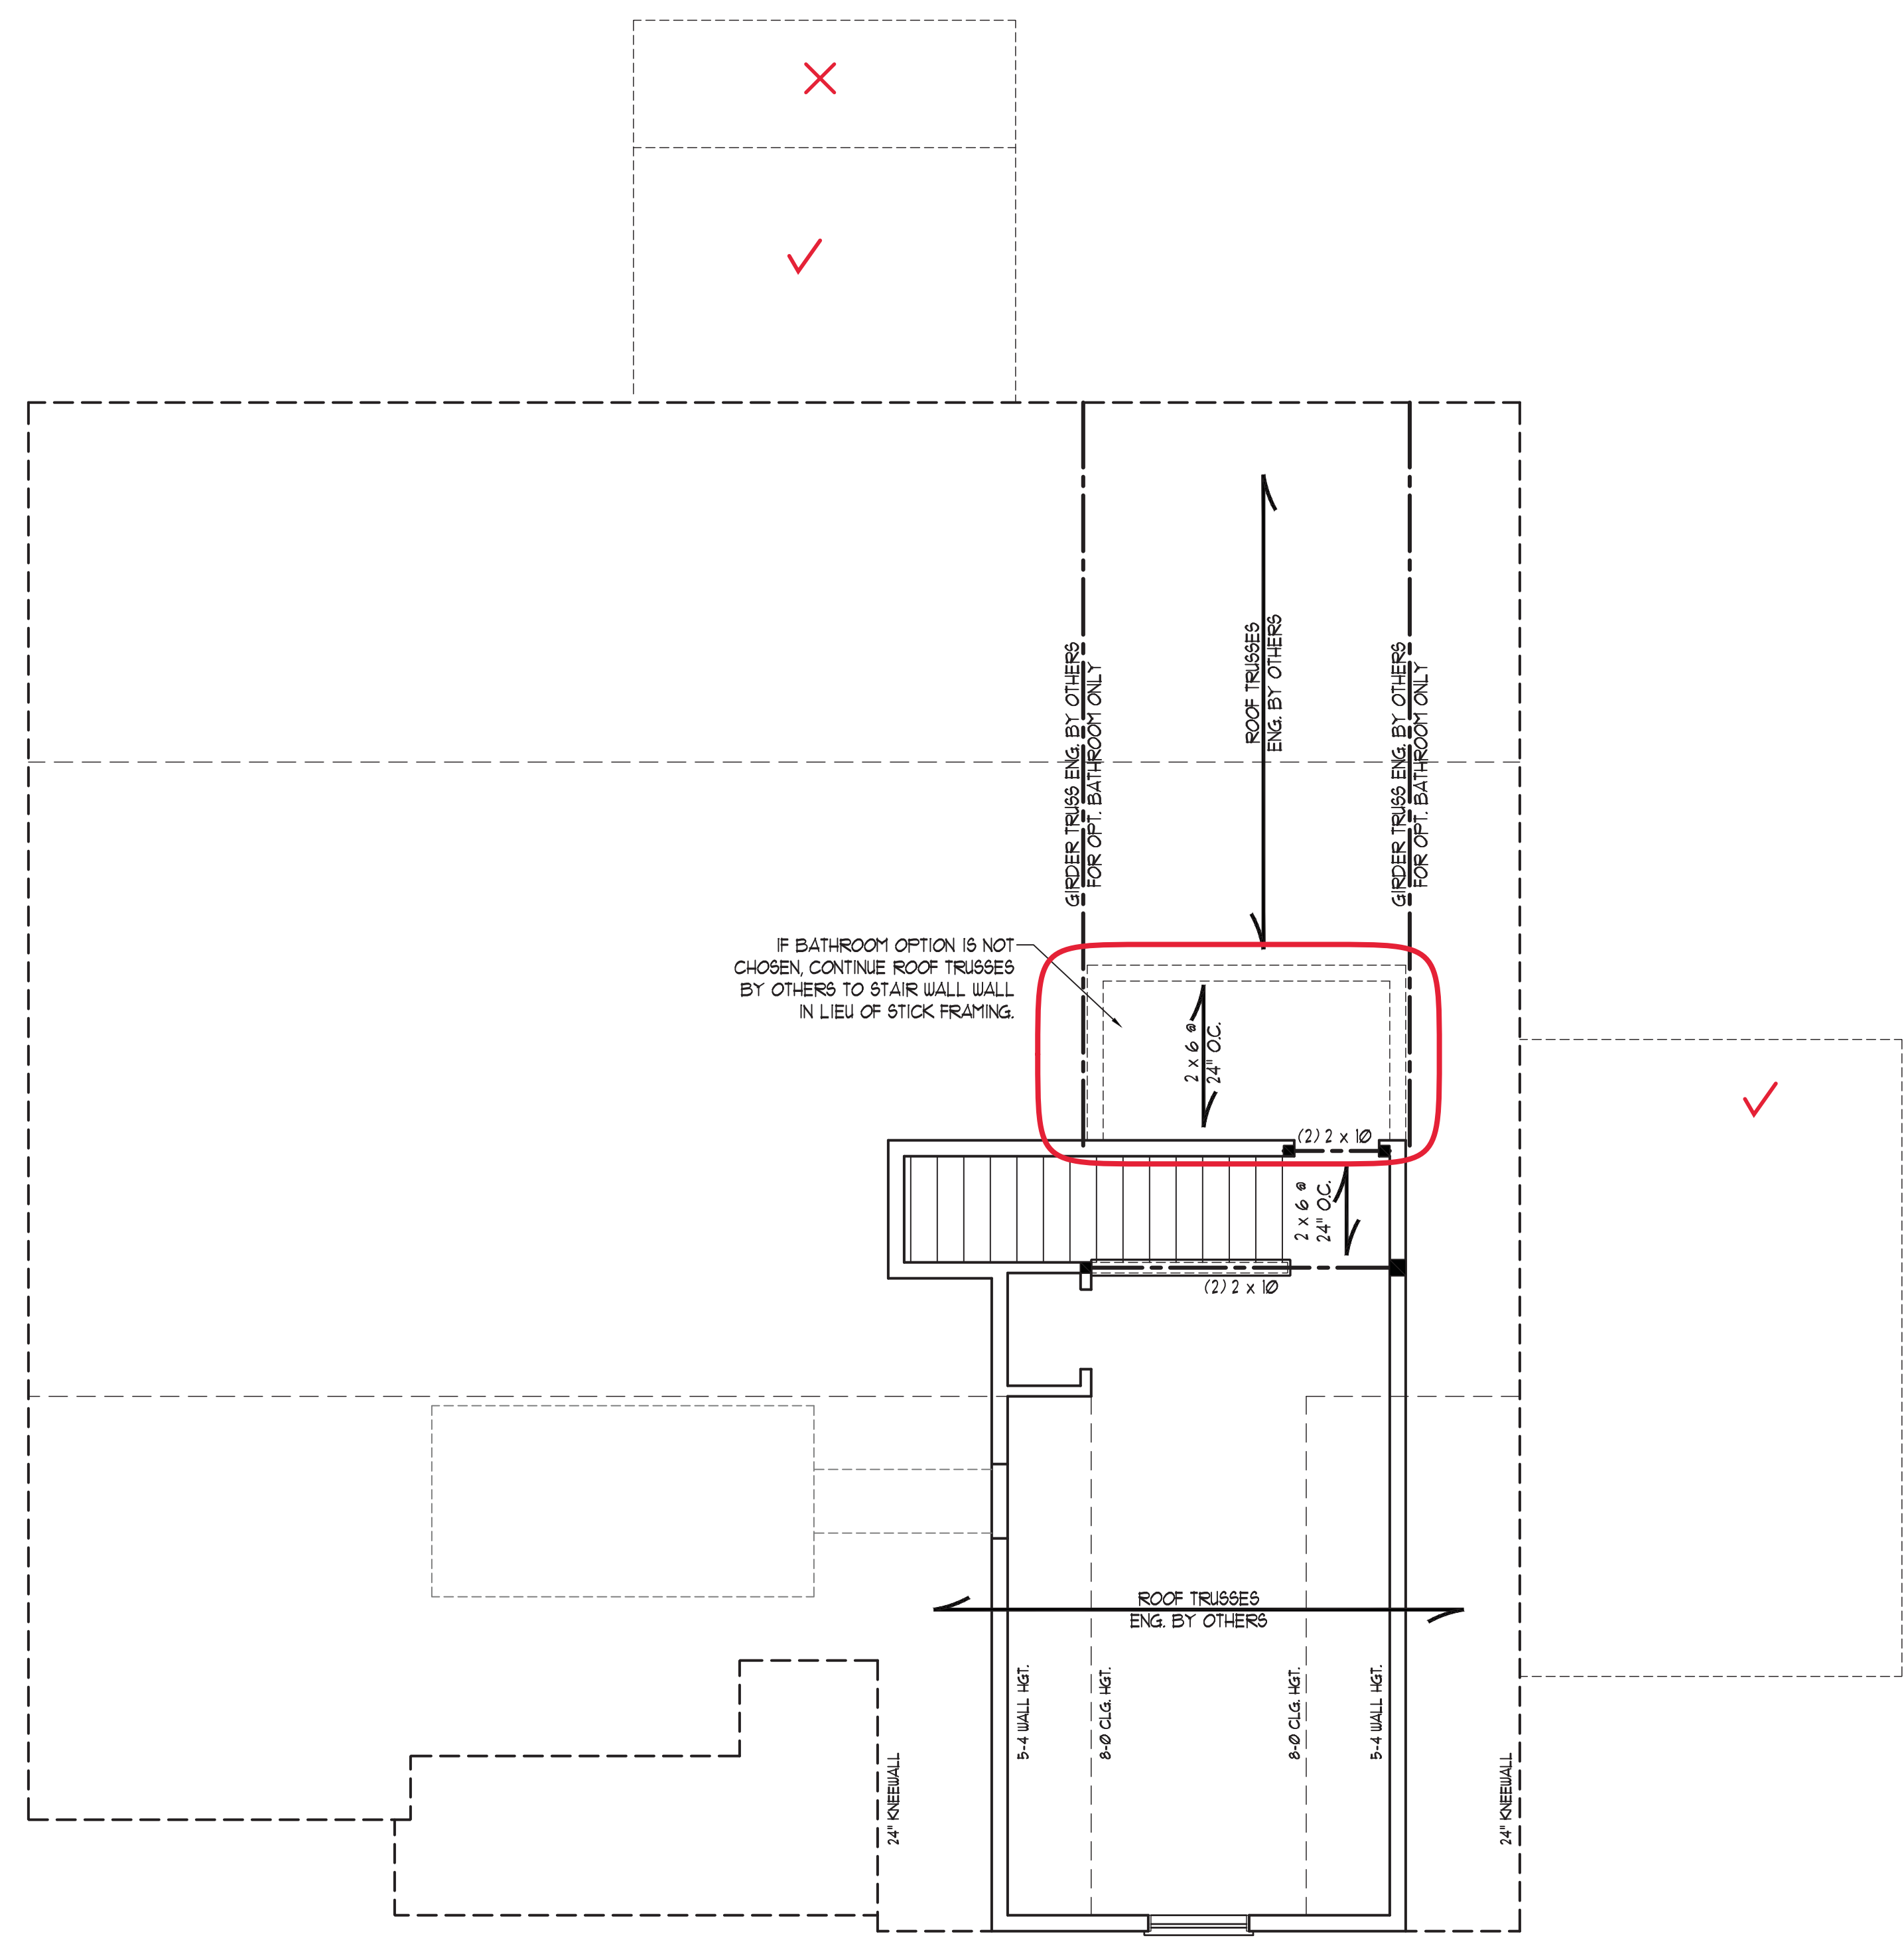 GIRDER TRUSS ENG. BY OTHERS
FOR OPT. BATHROOM ONLY
ROOF TRUSSES
ENG. BY OTHERS
GIRDER TRUSS ENG. BY OTHERS
FOR OPT. BATHROOM ONLY
IF BATHROOM OPTION IS NOT
CHOSEN, CONTINUE ROOF TRUSSES
BY OTHERS TO STAIR WALL WALL
IN LIEU OF STICK FRAMING.
2 x 6 @
24" O.C.
(2) 2 x 10
2 x 6 @
24" O.C.
(2) 2 x 10
ROOF TRUSSES
ENG. BY OTHERS
5-4 WALL HGT.
8-0 CLG. HGT.
8-0 CLG. HGT.
5-4 WALL HGT.
24" KNEEWALL
24" KNEEWALL